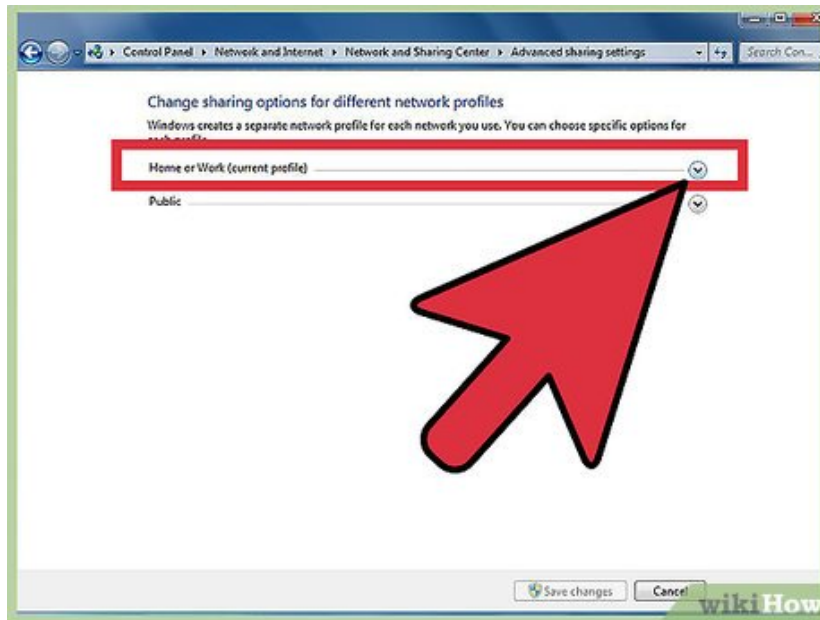 Control Panel ▸ Network and Internet ▸ Network and Sharing Center ▸ Advanced sharing settings
Search Con...
Change sharing options for different network profiles
Windows creates a separate network profile for each network you use. You can choose specific options for
each profile.
Home or Work (current profile)
Public
Save changes
Cancel
wikiHow